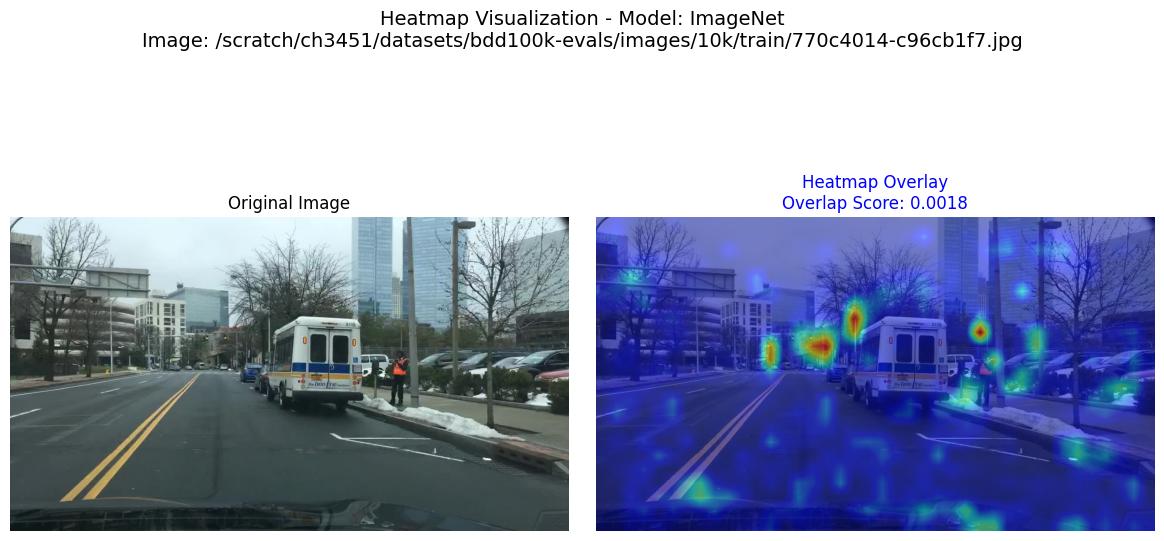 Heatmap Visualization - Model: ImageNet
Image: /scratch/ch3451/datasets/bdd100k-evals/images/10k/train/770c4014-c96cb1f7.jpg
Original Image
Heatmap Overlay
Overlap Score: 0.0018